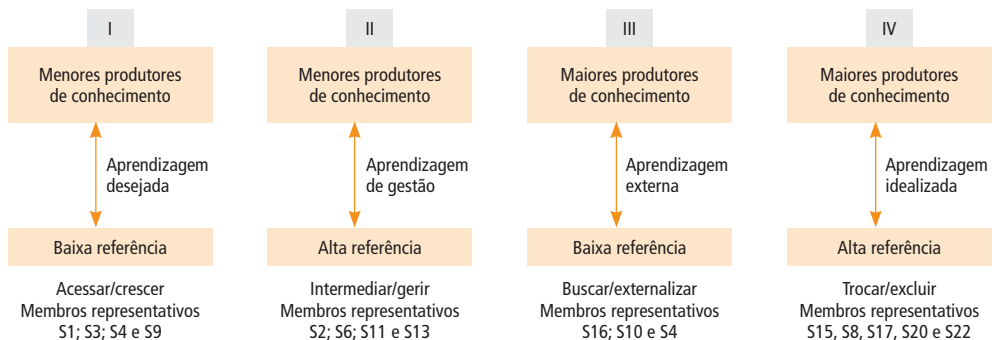 I
Menores produtores
de conhecimento
Aprendizagem
desejada
Baixa referência
Acessar/crescer
Membros representativos
S1; S3; S4 e S9
II
Menores produtores
de conhecimento
Aprendizagem
de gestão
Alta referência
Intermediar/gerir
Membros representativos
S2; S6; S11 e S13
III
Maiores produtores
de conhecimento
Aprendizagem
externa
Baixa referência
Buscar/externalizar
Membros representativos
S16; S10 e S4
IV
Maiores produtores
de conhecimento
Aprendizagem
idealizada
Alta referência
Trocar/excluir
Membros representativos
S15, S8, S17, S20 e S22